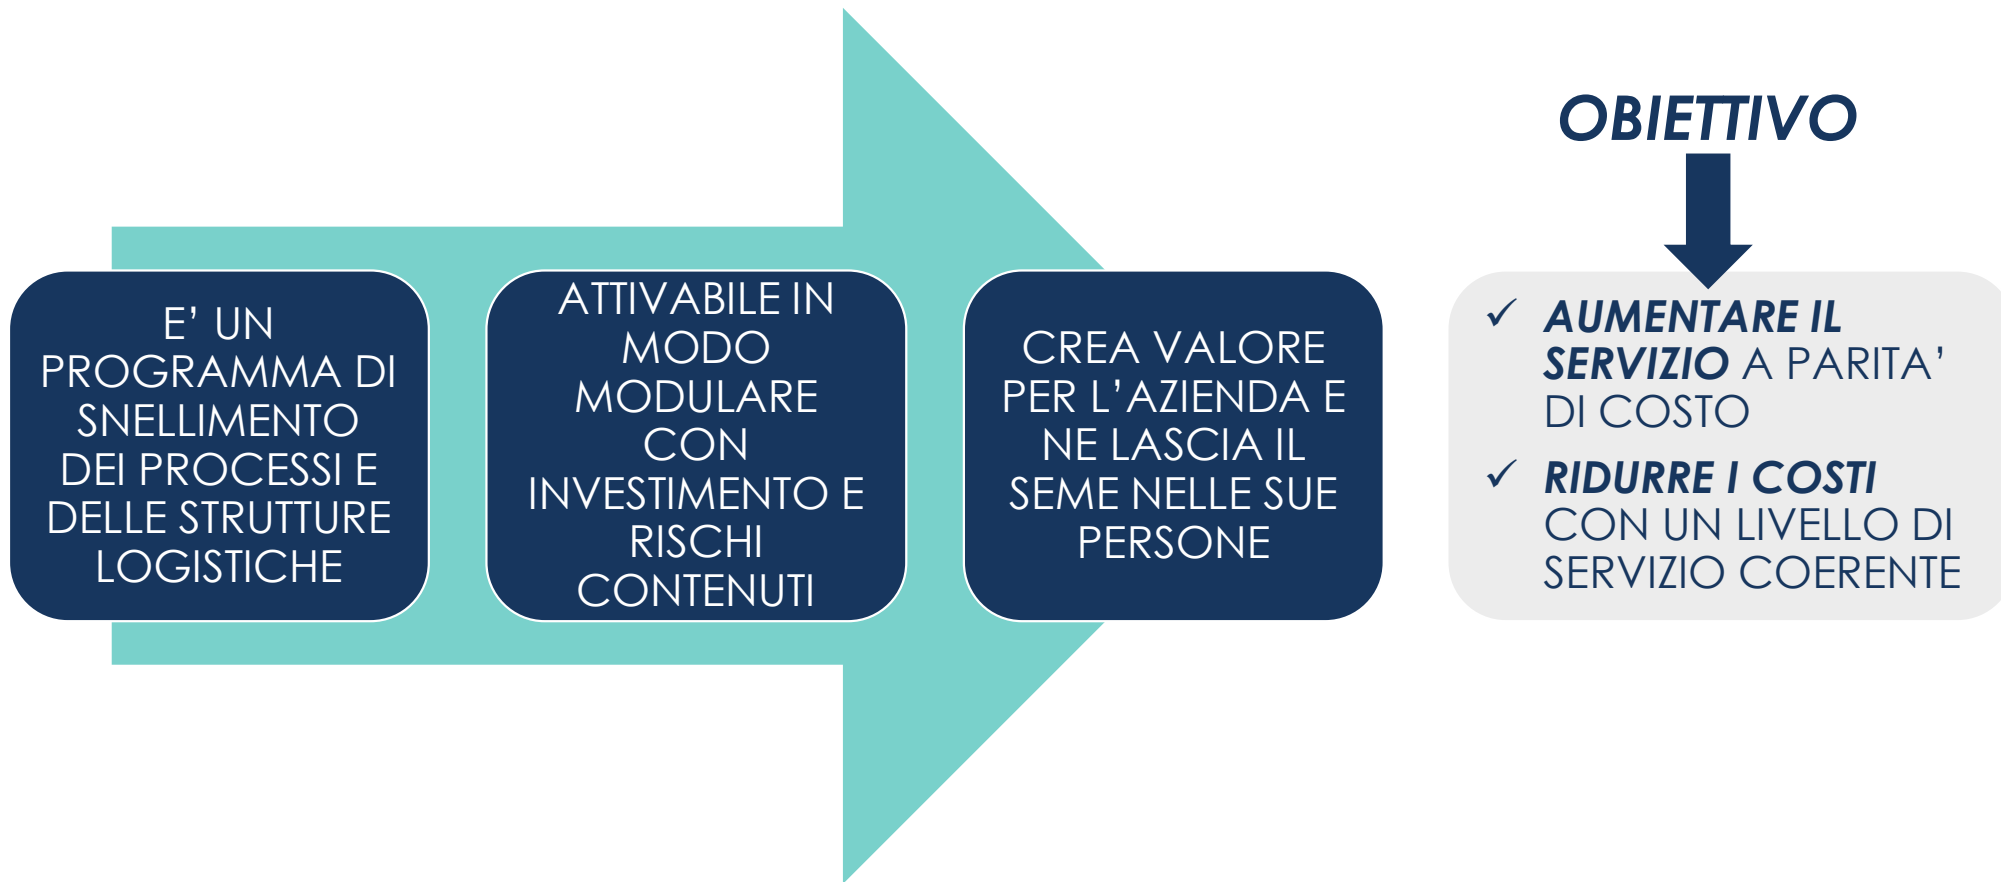 E’ UN
PROGRAMMA DI
SNELLIMENTO
DEI PROCESSI E
DELLE STRUTTURE
LOGISTICHE
ATTIVABILE IN
MODO
MODULARE
CON
INVESTIMENTO E
RISCHI
CONTENUTI
CREA VALORE
PER L’AZIENDA E
NE LASCIA IL
SEME NELLE SUE
PERSONE
OBIETTIVO
✓ AUMENTARE IL
SERVIZIO A PARITA’
DI COSTO
✓ RIDURRE I COSTI
CON UN LIVELLO DI
SERVIZIO COERENTE